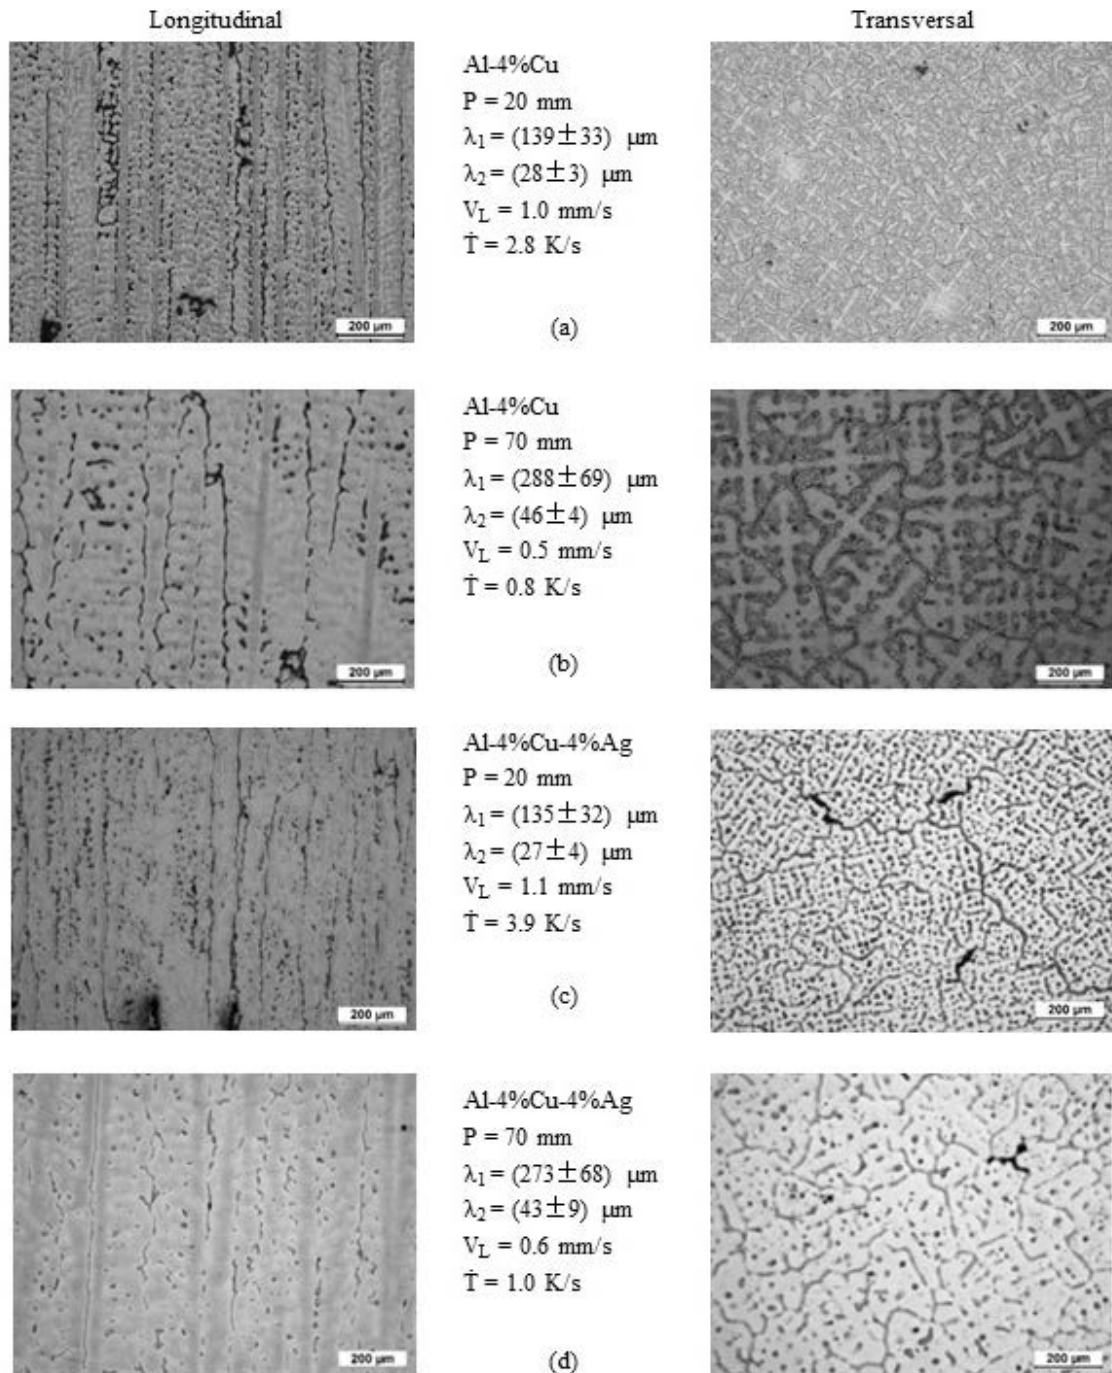 Longitudinal
Transversal
Al-4%Cu
P = 20 mm
λ₁ = (139±33) μm
λ₂ = (28±3) μm
V_L = 1.0 mm/s
Ṫ = 2.8 K/s
(a)
200 μm
200 μm
Al-4%Cu
P = 70 mm
λ₁ = (288±69) μm
λ₂ = (46±4) μm
V_L = 0.5 mm/s
Ṫ = 0.8 K/s
(b)
200 μm
200 μm
Al-4%Cu-4%Ag
P = 20 mm
λ₁ = (135±32) μm
λ₂ = (27±4) μm
V_L = 1.1 mm/s
Ṫ = 3.9 K/s
(c)
200 μm
200 μm
Al-4%Cu-4%Ag
P = 70 mm
λ₁ = (273±68) μm
λ₂ = (43±9) μm
V_L = 0.6 mm/s
Ṫ = 1.0 K/s
(d)
200 μm
200 μm